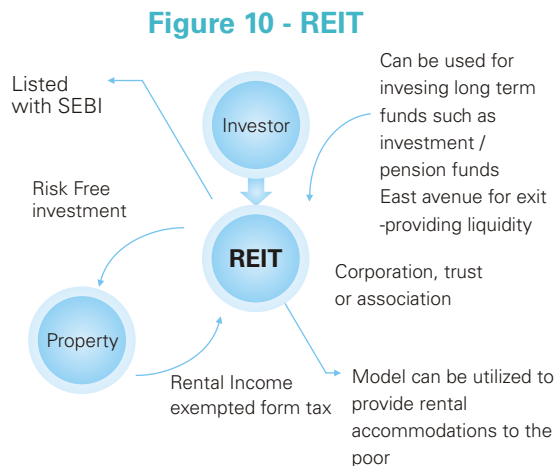 Figure 10 - REIT
Listed
with SEBI
Investor
Can be used for
invesing long term
funds such as
investment /
pension funds
East avenue for exit
-providing liquidity
Risk Free
investment
REIT
Corporation, trust
or association
Property
Rental Income
exempted form tax
Model can be utilized to
provide rental
accommodations to the
poor